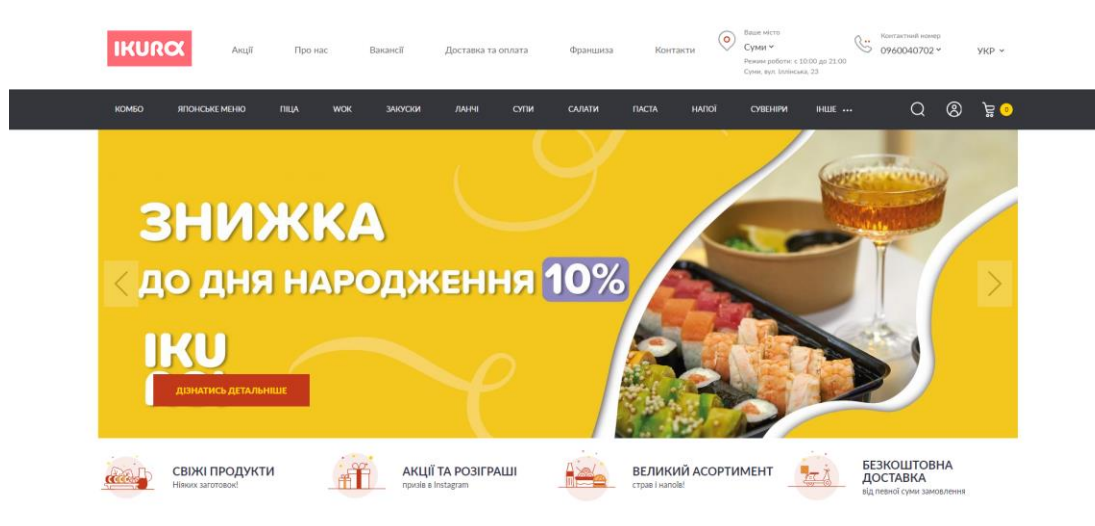 IKURA
Акції
Про нас
Вакансії
Доставка та оплата
Франшиза
Контакти
Ваше місто
Суми
Режим роботи: с 10:00 до 21:00
Суми, вул. Іллінська, 23
Контактний номер
0960040702
УКР
КОМБО
ЯПОНСЬКЕ МЕНЮ
ПІЦА
WOK
ЗАКУСКИ
ЛАНЧІ
СУПИ
САЛАТИ
ПАСТА
НАПОЇ
СУВЕНІРИ
ІНШЕ •••
0
ЗНИЖКА
ДО ДНЯ НАРОДЖЕННЯ 10%
IKU
ДІЗНАТИСЬ ДЕТАЛЬНІШЕ
СВІЖІ ПРОДУКТИ
Ніяких заготовок!
АКЦІЇ ТА РОЗІГРАШІ
призів в Instagram
ВЕЛИКИЙ АСОРТИМЕНТ
страв і напоїв!
БЕЗКОШТОВНА
ДОСТАВКА
від певної суми замовлення